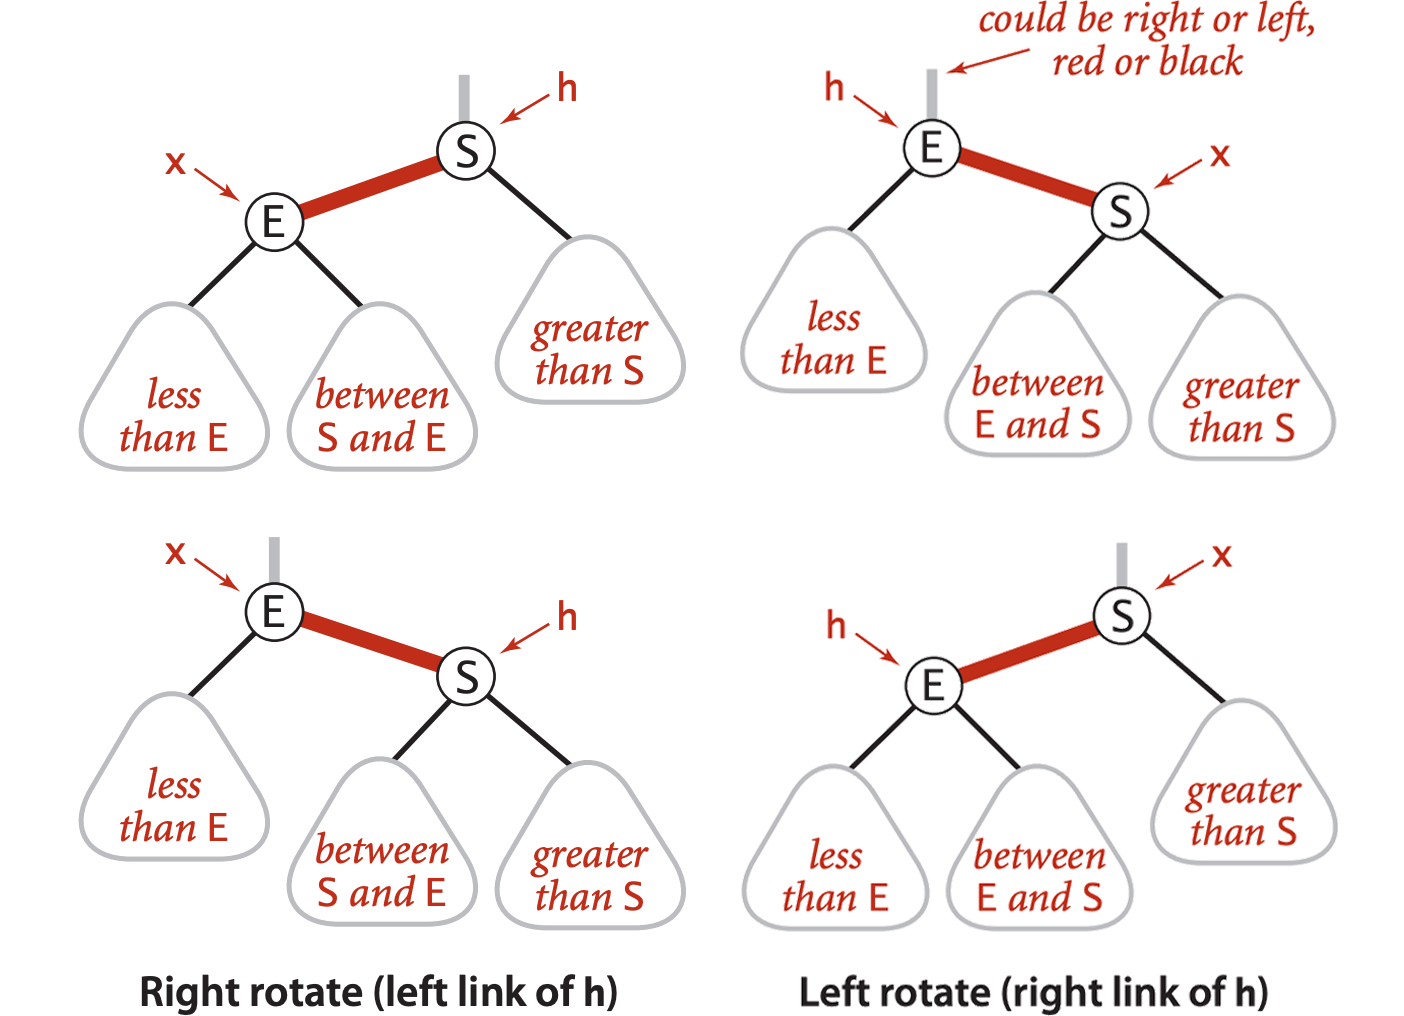 could be right or left,
red or black
h
S
x
E
less
than E
between
S and E
greater
than S
h
E
x
S
less
than E
between
E and S
greater
than S
x
E
h
S
less
than E
between
S and E
greater
than S
x
S
h
E
less
than E
between
E and S
greater
than S
Right rotate (left link of h)
Left rotate (right link of h)